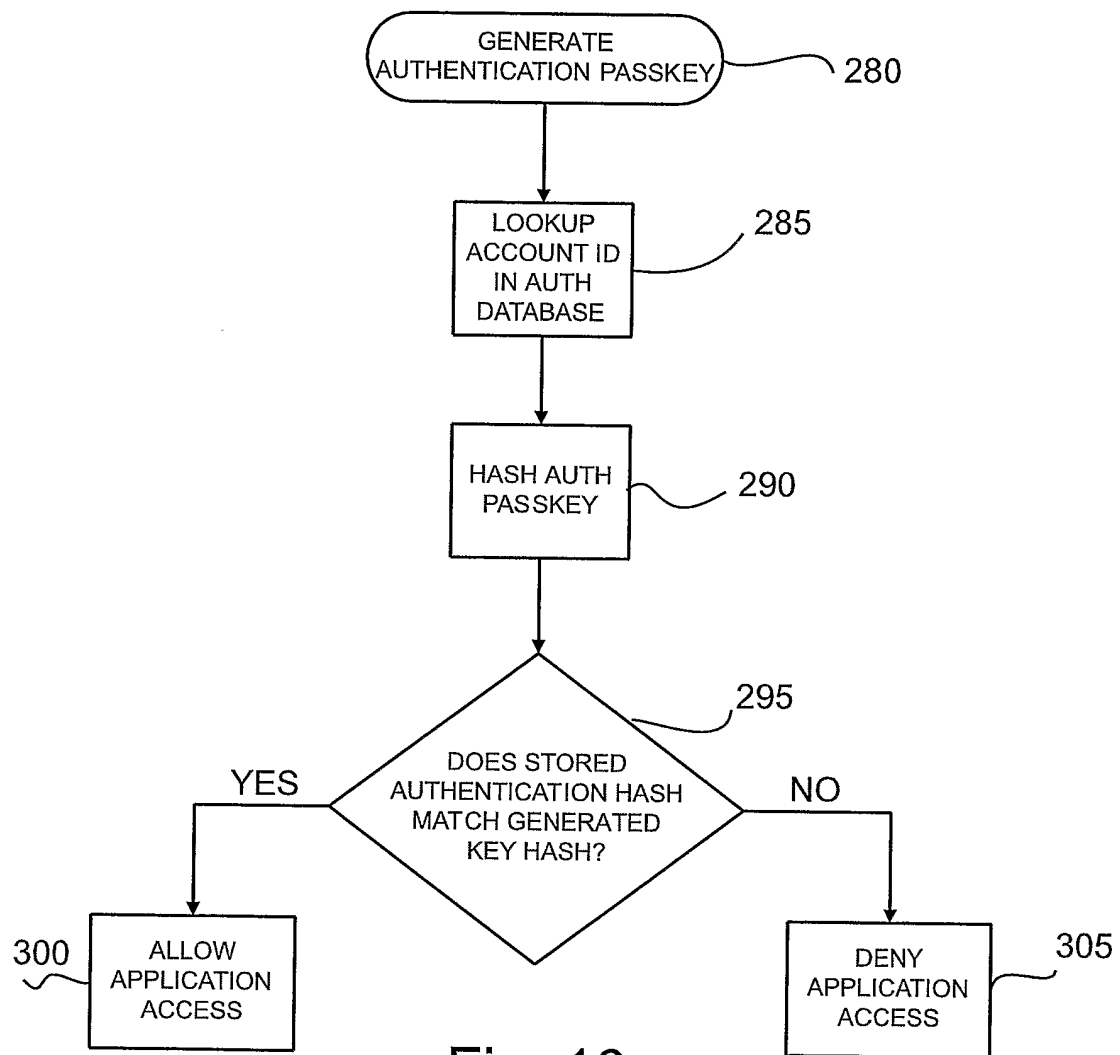 GENERATE
AUTHENTICATION PASSKEY
280
LOOKUP
ACCOUNT ID
IN AUTH
DATABASE
285
HASH AUTH
PASSKEY
290
295
DOES STORED
AUTHENTICATION HASH
MATCH GENERATED
KEY HASH?
YES
NO
300
ALLOW
APPLICATION
ACCESS
DENY
APPLICATION
ACCESS
305